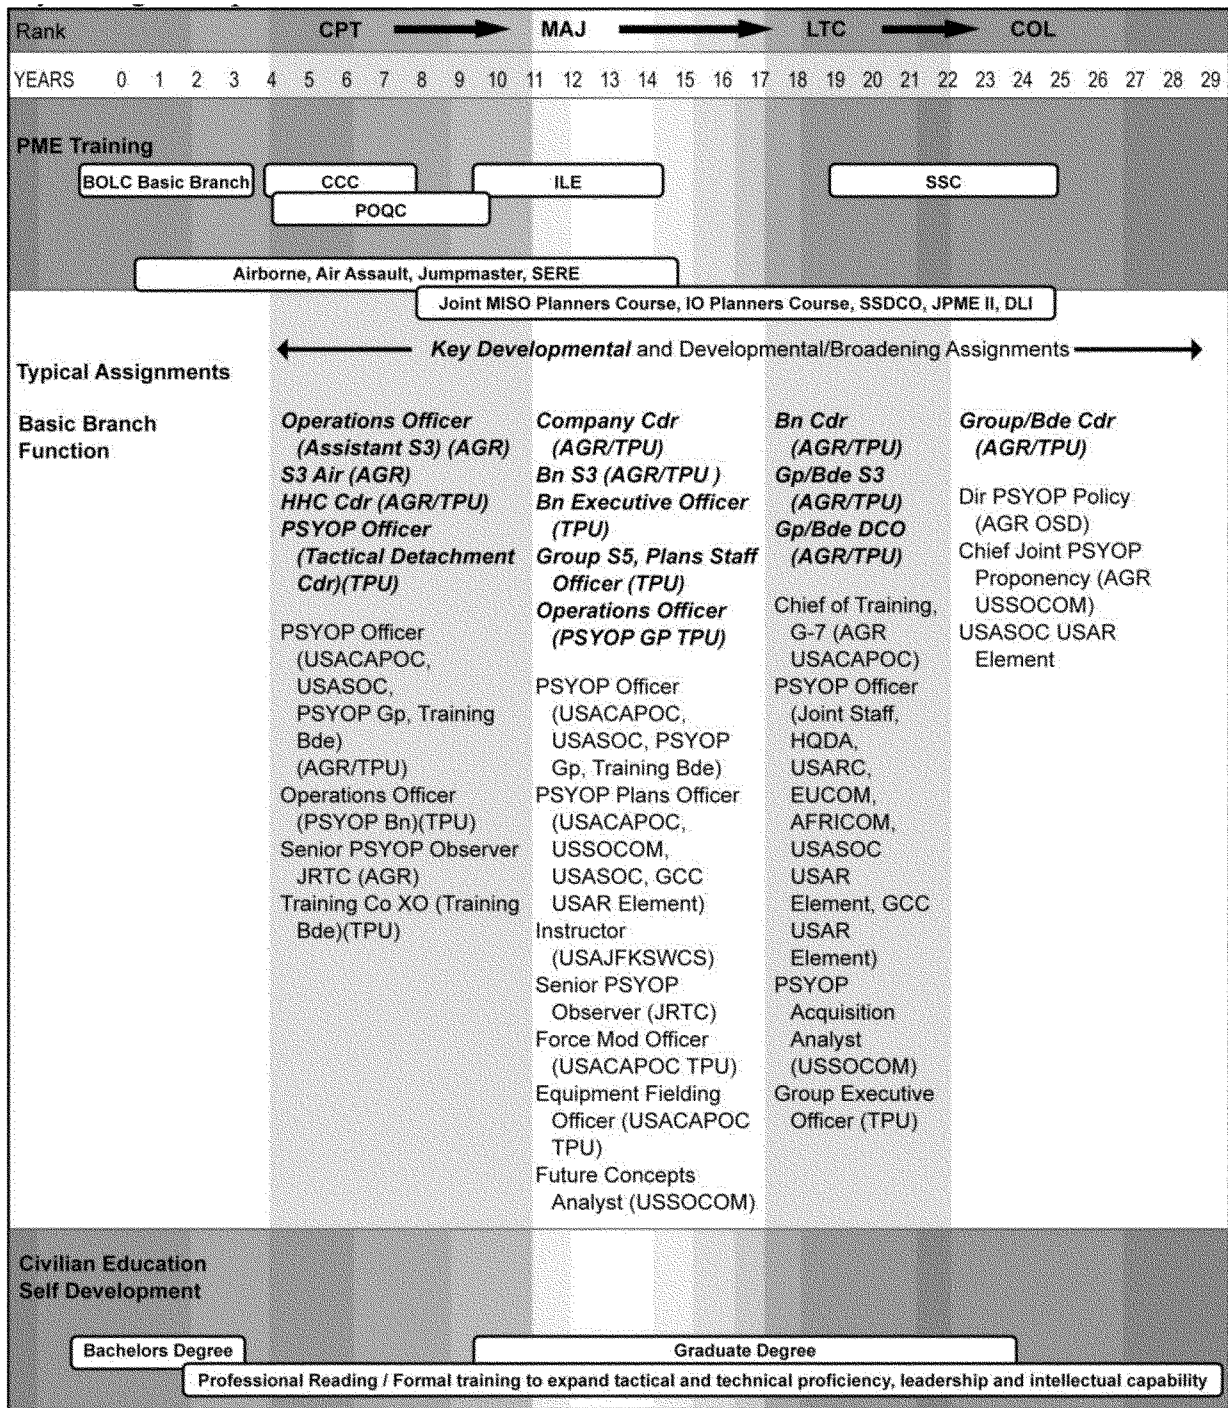 Rank CPT MAJ LTC COL
YEARS 0 1 2 3 4 5 6 7 8 9 10 11 12 13 14 15 16 17 18 19 20 21 22 23 24 25 26 27 28 29
PME Training
BOLC Basic Branch
CCC
ILE
SSC
POQC
Airborne, Air Assault, Jumpmaster, SERE
Joint MISO Planners Course, IO Planners Course, SSDCO, JPME II, DLI
Key Developmental and Developmental/Broadening Assignments
Typical Assignments
Basic Branch
Function
Operations Officer
(Assistant S3) (AGR)
S3 Air (AGR)
HHC Cdr (AGR/TPU)
PSYOP Officer
(Tactical Detachment
Cdr)(TPU)
PSYOP Officer
(USACAPOC,
USASOC,
PSYOP Gp, Training
Bde)
(AGR/TPU)
Operations Officer
(PSYOP Bn)(TPU)
Senior PSYOP Observer
JRTC (AGR)
Training Co XO (Training
Bde)(TPU)
Company Cdr
(AGR/TPU)
Bn S3 (AGR/TPU )
Bn Executive Officer
(TPU)
Group S5, Plans Staff
Officer (TPU)
Operations Officer
(PSYOP GP TPU)
PSYOP Officer
(USACAPOC,
USASOC, PSYOP
Gp, Training Bde)
PSYOP Plans Officer
(USACAPOC,
USSOCOM,
USASOC, GCC
USAR Element)
Instructor
(USAJFKSWCS)
Senior PSYOP
Observer (JRTC)
Force Mod Officer
(USACAPOC TPU)
Equipment Fielding
Officer (USACAPOC
TPU)
Future Concepts
Analyst (USSOCOM)
Bn Cdr
(AGR/TPU)
Gp/Bde S3
(AGR/TPU)
Gp/Bde DCO
(AGR/TPU)
Chief of Training,
G-7 (AGR
USACAPOC)
PSYOP Officer
(Joint Staff,
HQDA,
USARC,
EUCOM,
AFRICOM,
USASOC
USAR
Element, GCC
USAR
Element)
PSYOP
Acquisition
Analyst
(USSOCOM)
Group Executive
Officer (TPU)
Group/Bde Cdr
(AGR/TPU)
Dir PSYOP Policy
(AGR OSD)
Chief Joint PSYOP
Proponency (AGR
USSOCOM)
USASOC USAR
Element
Civilian Education
Self Development
Bachelors Degree
Graduate Degree
Professional Reading / Formal training to expand tactical and technical proficiency, leadership and intellectual capability